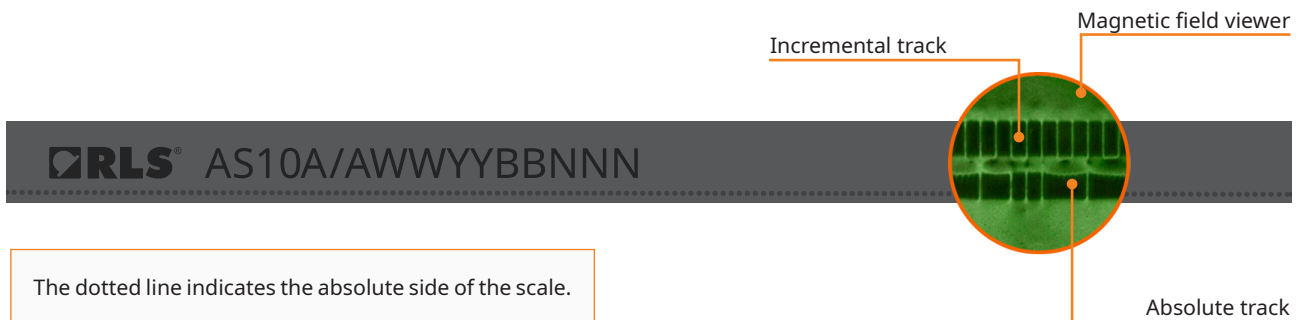 Magnetic field viewer
Incremental track
RLS® AS10A/AWWYYBBNNN
The dotted line indicates the absolute side of the scale.
Absolute track